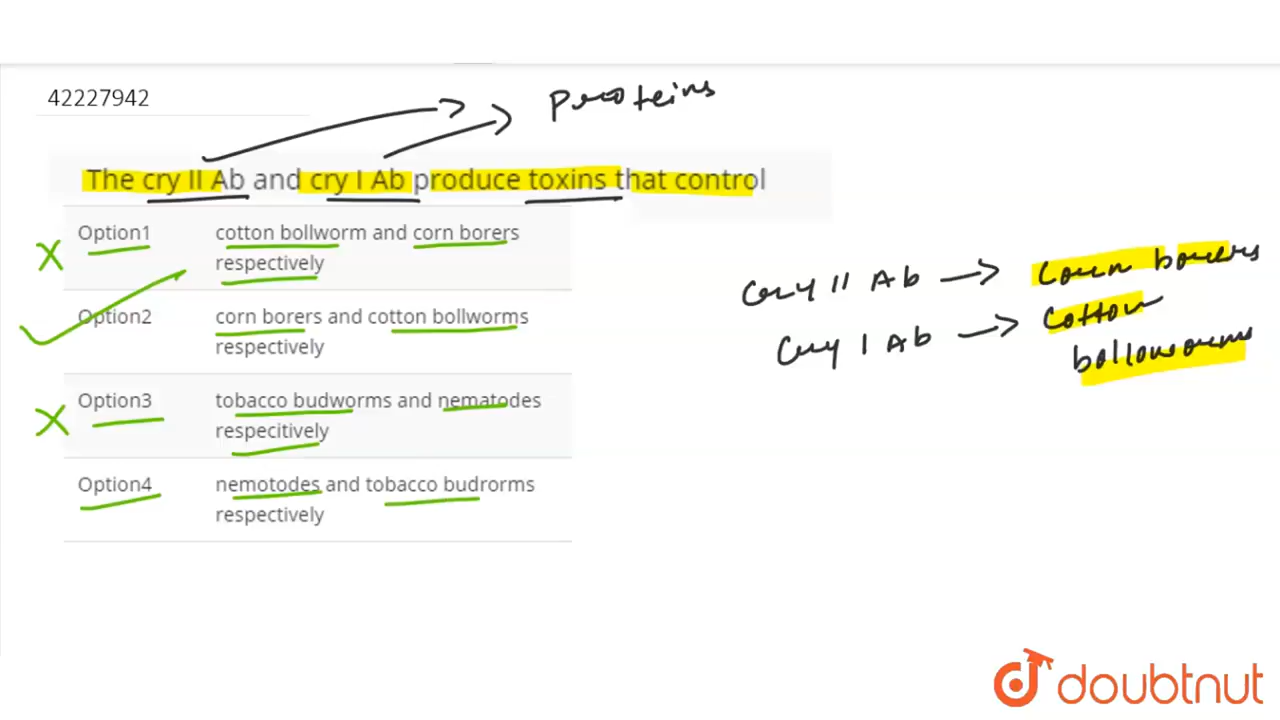 42227942
Proteins
The cry II Ab and cry I Ab produce toxins that control
Option1 cotton bollworm and corn borers
respectively
Option2 corn borers and cotton bollworms
respectively
Option3 tobacco budworms and nematodes
respecitively
Option4 nemotodes and tobacco budrorms
respectively
Cry II Ab → Corn borers
Cry I Ab → Cotton
bollworms
doubtnut